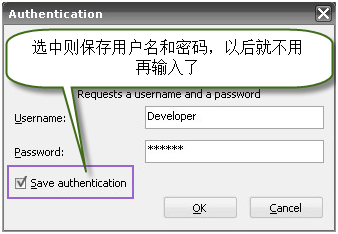 Authentication
选中则保存用户名和密码，以后就不用
再输入了
Requests a username and a password
Username:
Developer
Password:
******
Save authentication
OK
Cancel